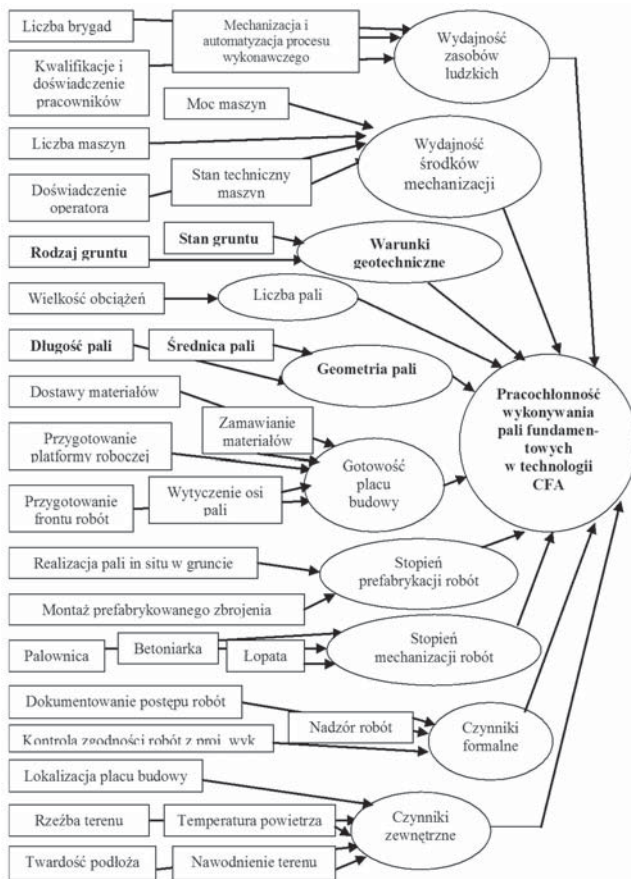 Liczba brygad
Mechanizacja i
automatyzacja procesu
wykonawczego
Wydajność
zasobów
ludzkich
Kwalifikacje i
doświadczenie
pracowników
Moc maszyn
Liczba maszyn
Wydajność
środków
mechanizacji
Doświadczenie
operatora
Stan techniczny
maszyn
Stan gruntu
Rodzaj gruntu
Warunki
geotechniczne
Wielkość obciążeń
Liczba pali
Długość pali
Średnica pali
Geometria pali
Pracochłonność
wykonywania
pali fundamen-
towych
w technologii
CFA
Dostawy materiałów
Zamawianie
materiałów
Przygotowanie
platformy roboczej
Gotowość
placu
budowy
Przygotowanie
frontu robót
Wytyczenie osi
pali
Realizacja pali in situ w gruncie
Stopień
prefabrykacji robót
Montaż prefabrykowanego zbrojenia
Palownica
Betoniarka
Łopata
Stopień
mechanizacji robót
Dokumentowanie postępu robót
Nadzór robót
Czynniki
formalne
Kontrola zgodności robót z proj. wyk.
Lokalizacja placu budowy
Rzeźba terenu
Temperatura powietrza
Czynniki
zewnętrzne
Twardość podłoża
Nawodnienie terenu